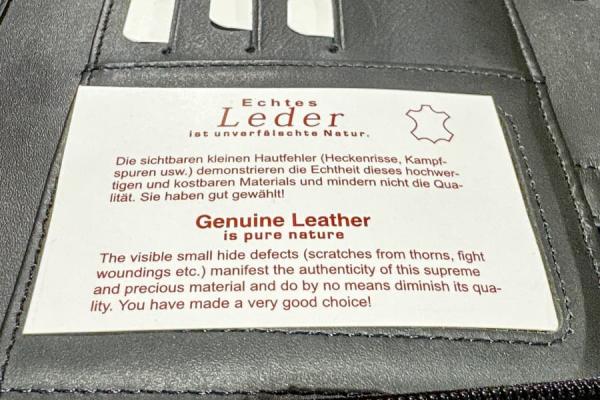 Echtes
Leder
ist unverfälschte Natur.
Die sichtbaren kleinen Hautfehler (Heckenrisse, Kampf-
spuren usw.) demonstrieren die Echtheit dieses hochwer-
tigen und kostbaren Materials und mindern nicht die Qua-
lität. Sie haben gut gewählt!
Genuine Leather
is pure nature
The visible small hide defects (scratches from thorns, fight
woundings etc.) manifest the authenticity of this supreme
and precious material and do by no means diminish its qua-
lity. You have made a very good choice!